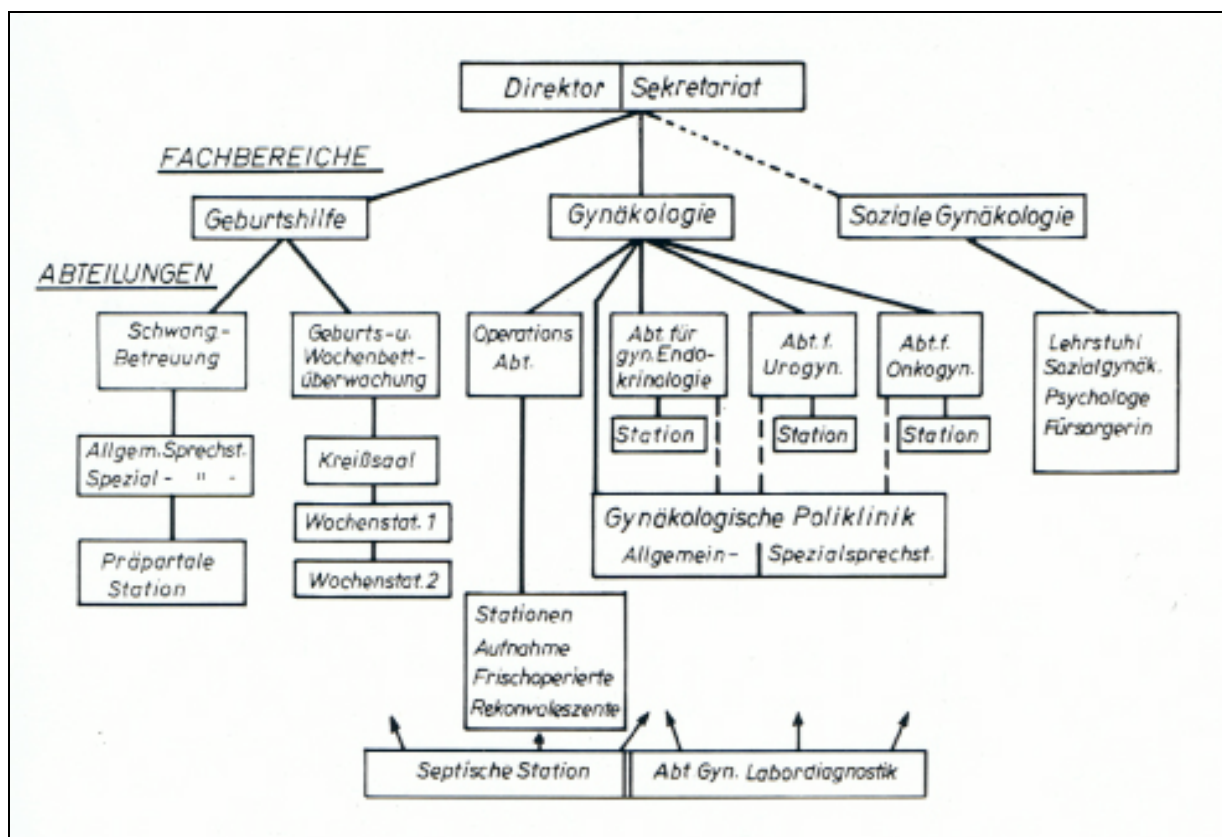 Direktor Sekretariat
FACHBEREICHE
Geburtshilfe
Gynäkologie
Soziale Gynäkologie
ABTEILUNGEN
Schwang.-
Betreuung
Geburts-u.
Wochenbett-
überwachung
Operations
Abt.
Abt. für
gyn. Endo-
krinologie
Abt. f.
Urogyn.
Abt. f.
Onkogyn.
Lehrstuhl
Sozialgynäk.
Psychologe
Fürsorgerin
Station
Station
Station
Allgem. Sprechst.
Spezial - " -
Kreißsaal
Wochenstat. 1
Wochenstat. 2
Präpartale
Station
Gynäkologische Poliklinik
Allgemein- Spezialsprechst.
Stationen
Aufnahme
Frischoperierte
Rekonvaleszente
Septische Station
Abt Gyn. Labordiagnostik